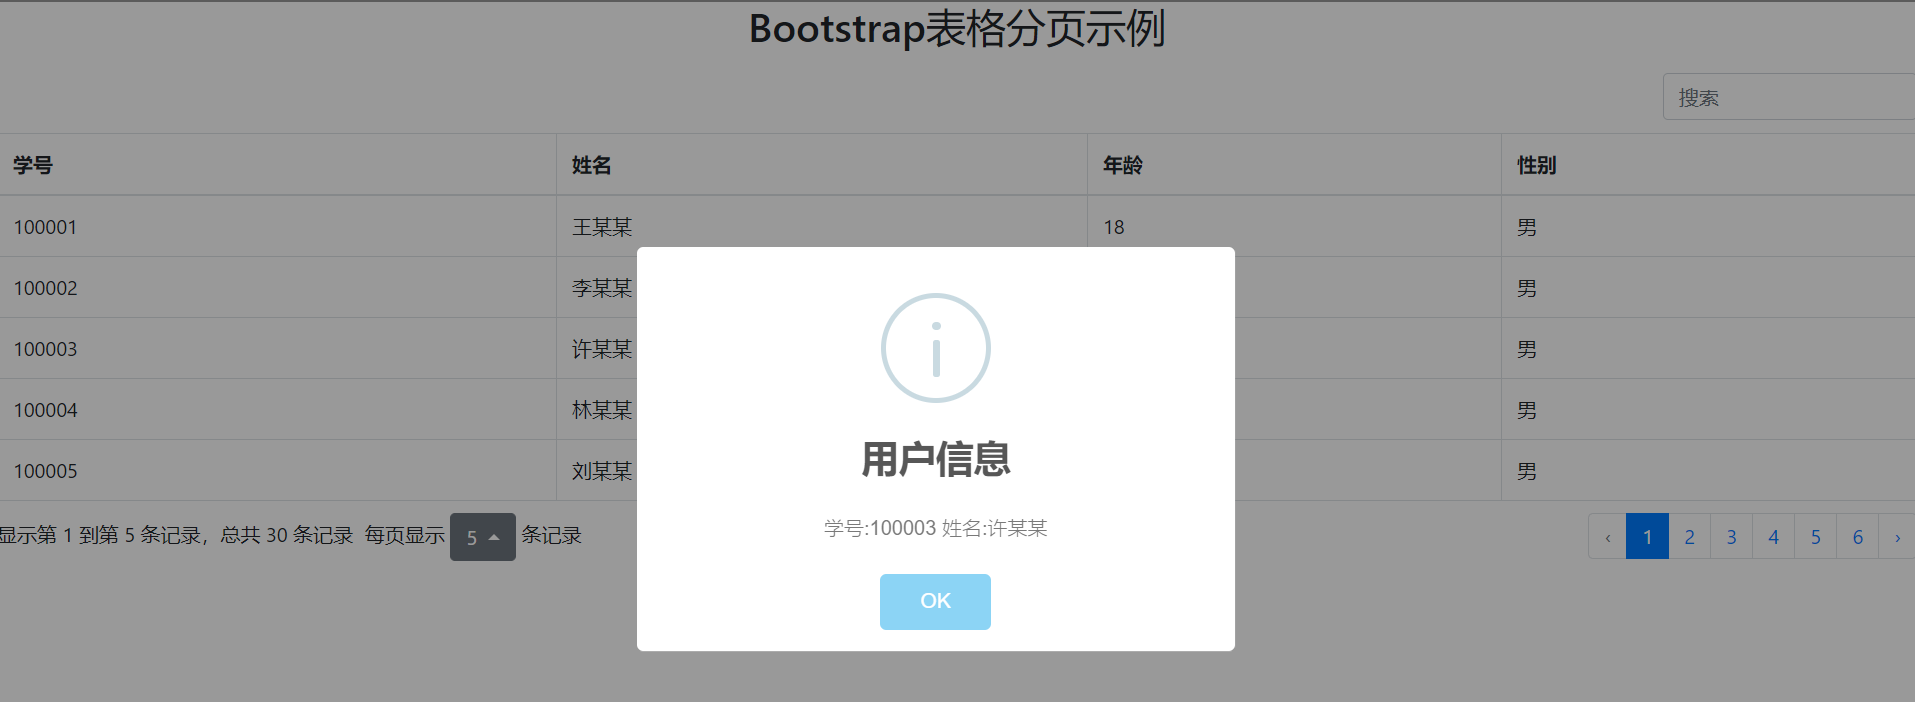 Bootstrap表格分页示例
搜索
学号 姓名 年龄 性别
100001 王某某 18 男
100002 李某某 男
100003 许某某 男
100004 林某某 男
100005 刘某某 男
用户信息
学号:100003 姓名:许某某
OK
显示第 1 到第 5 条记录，总共 30 条记录 每页显示 5 条记录
‹ 1 2 3 4 5 6 ›